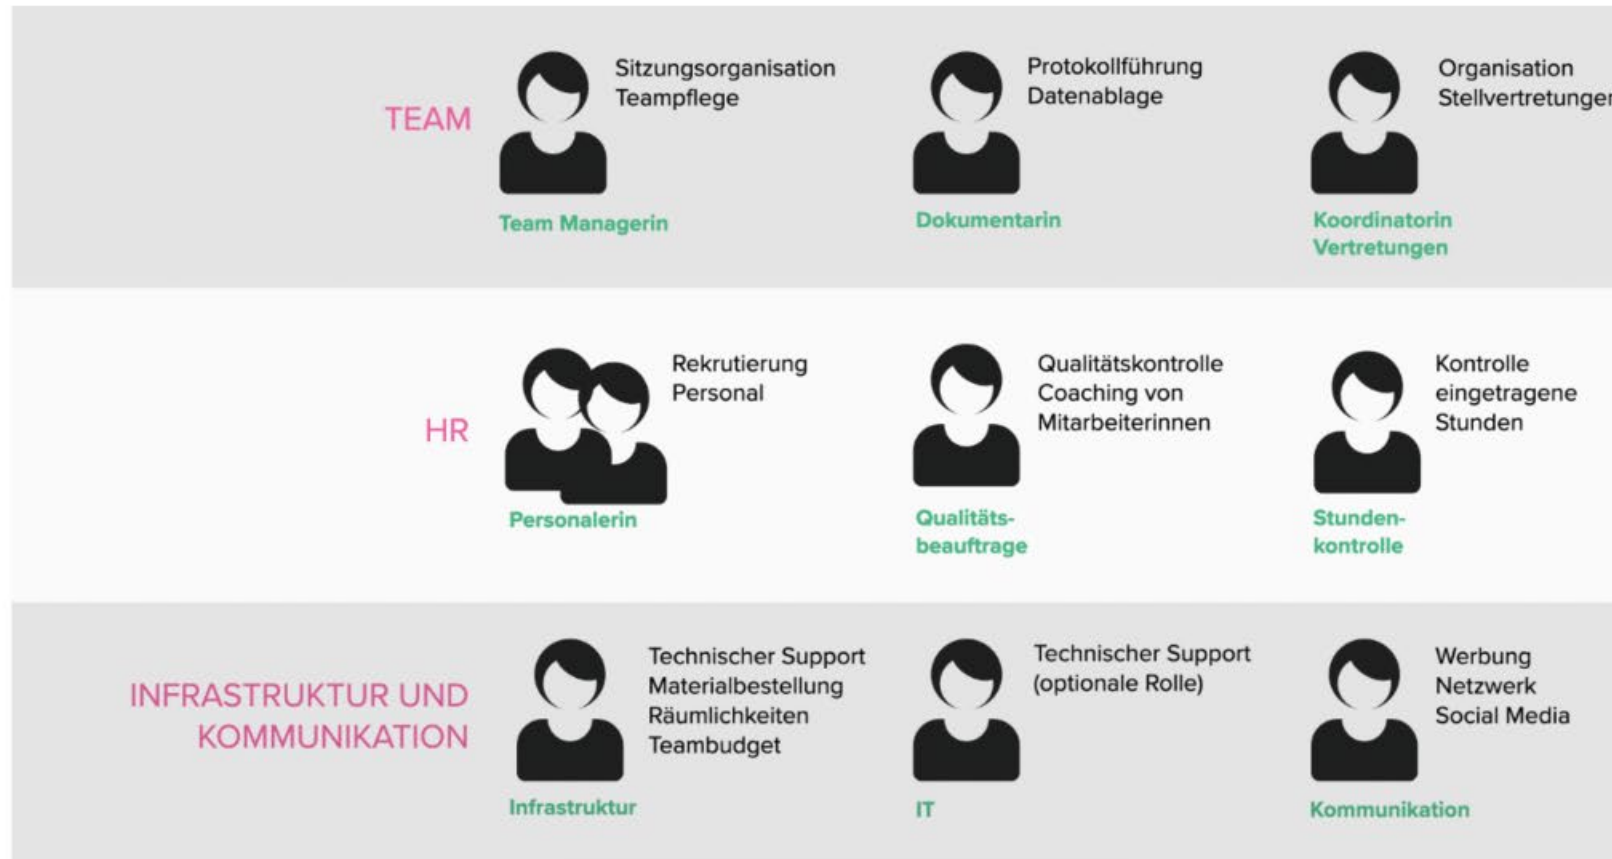 TEAM
Sitzungsorganisation
Teampflege
Team Managerin
Protokollführung
Datenablage
Dokumentarin
Organisation
Stellvertretungen
Koordinatorin
Vertretungen
HR
Rekrutierung
Personal
Personalerin
Qualitätskontrolle
Coaching von
Mitarbeiterinnen
Qualitäts-
beauftrage
Kontrolle
eingetragene
Stunden
Stunden-
kontrolle
INFRASTRUKTUR UND
KOMMUNIKATION
Technischer Support
Materialbestellung
Räumlichkeiten
Teambudget
Infrastruktur
Technischer Support
(optionale Rolle)
IT
Werbung
Netzwerk
Social Media
Kommunikation